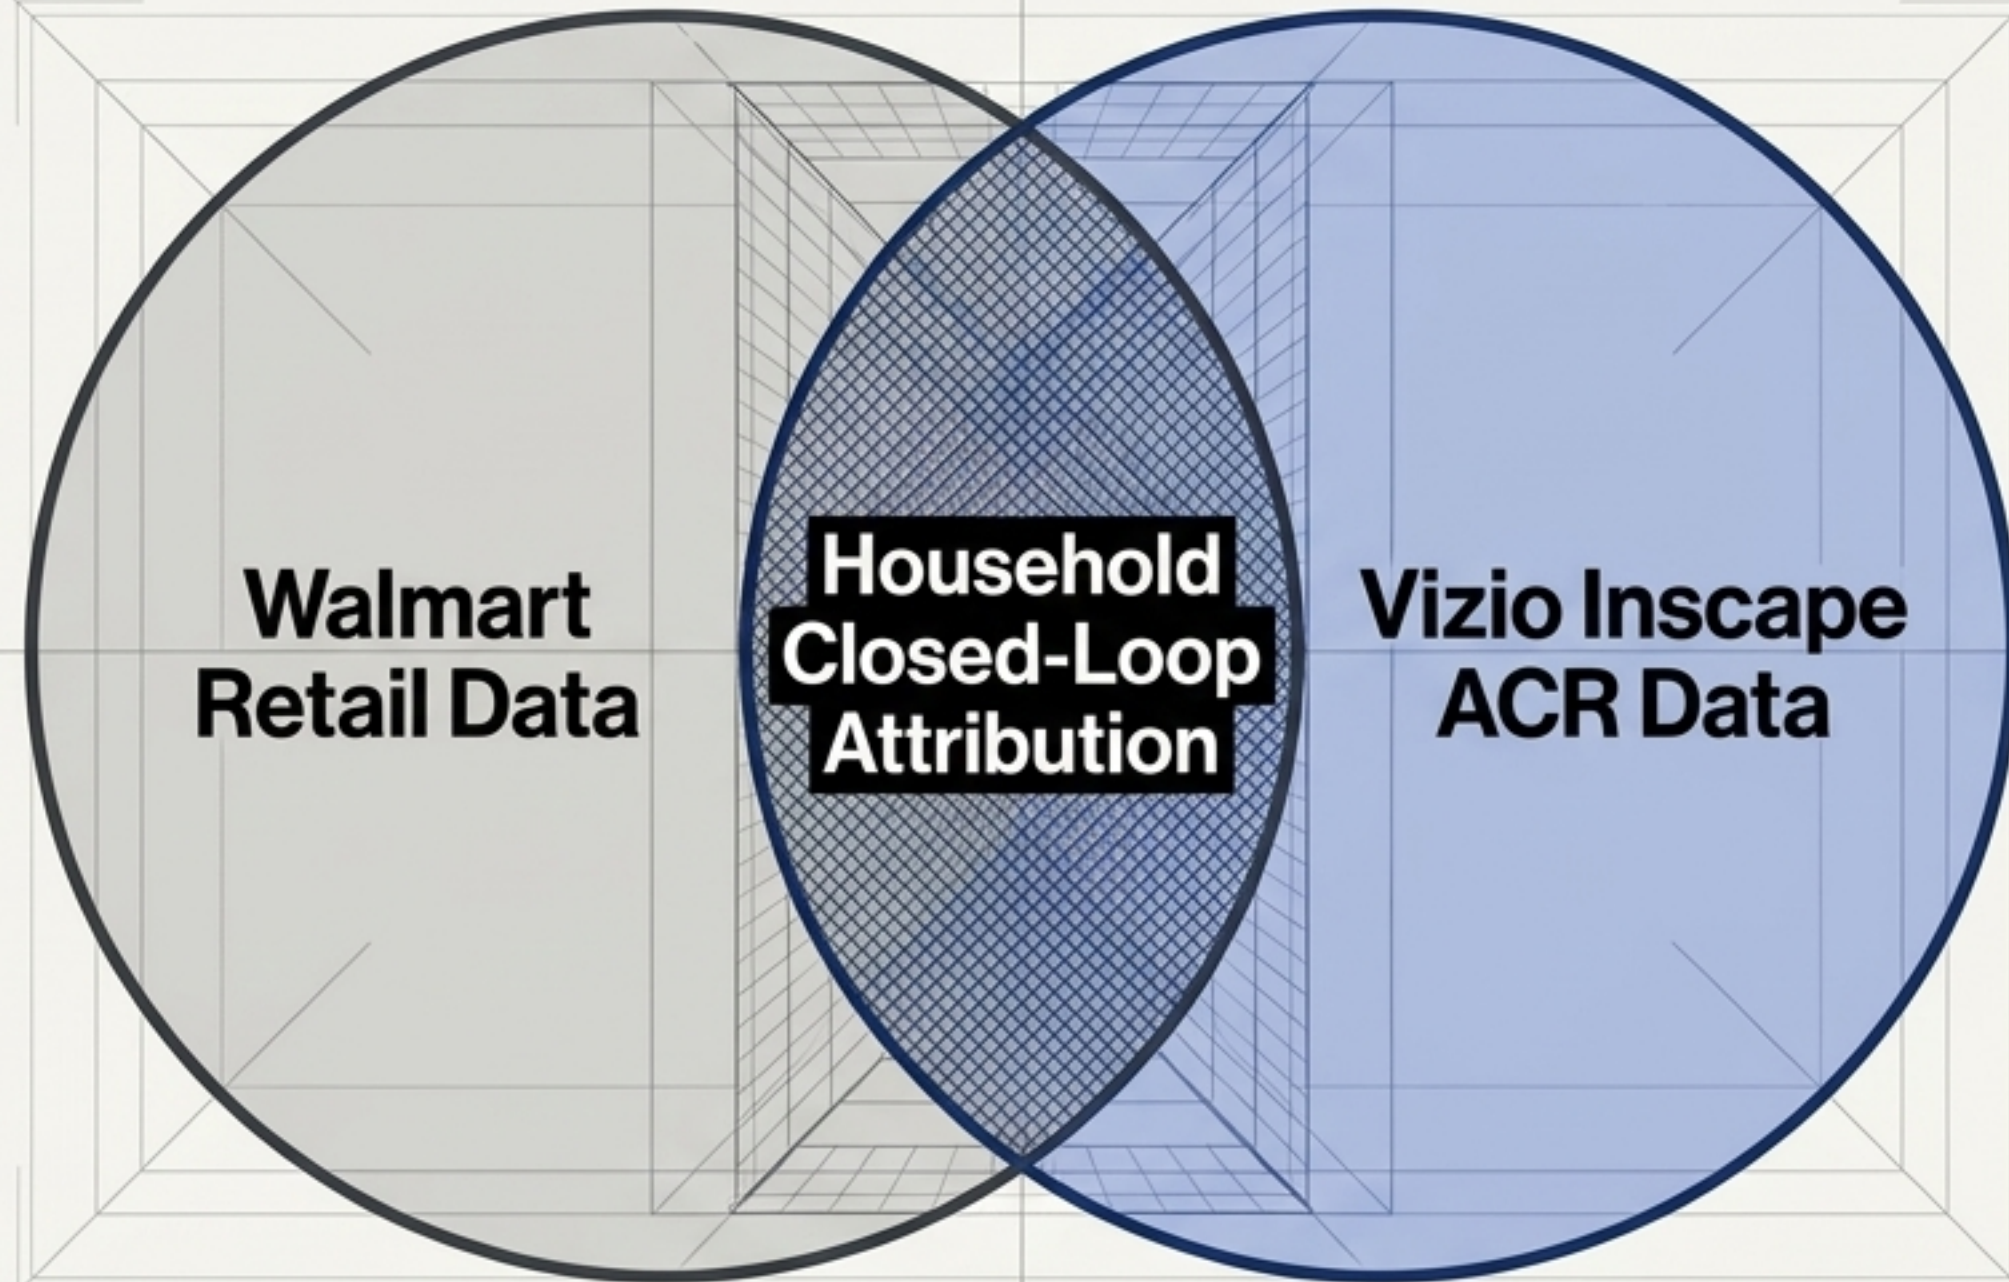 Walmart
Retail Data
Household
Closed-Loop
Attribution
Vizio Inscape
ACR Data